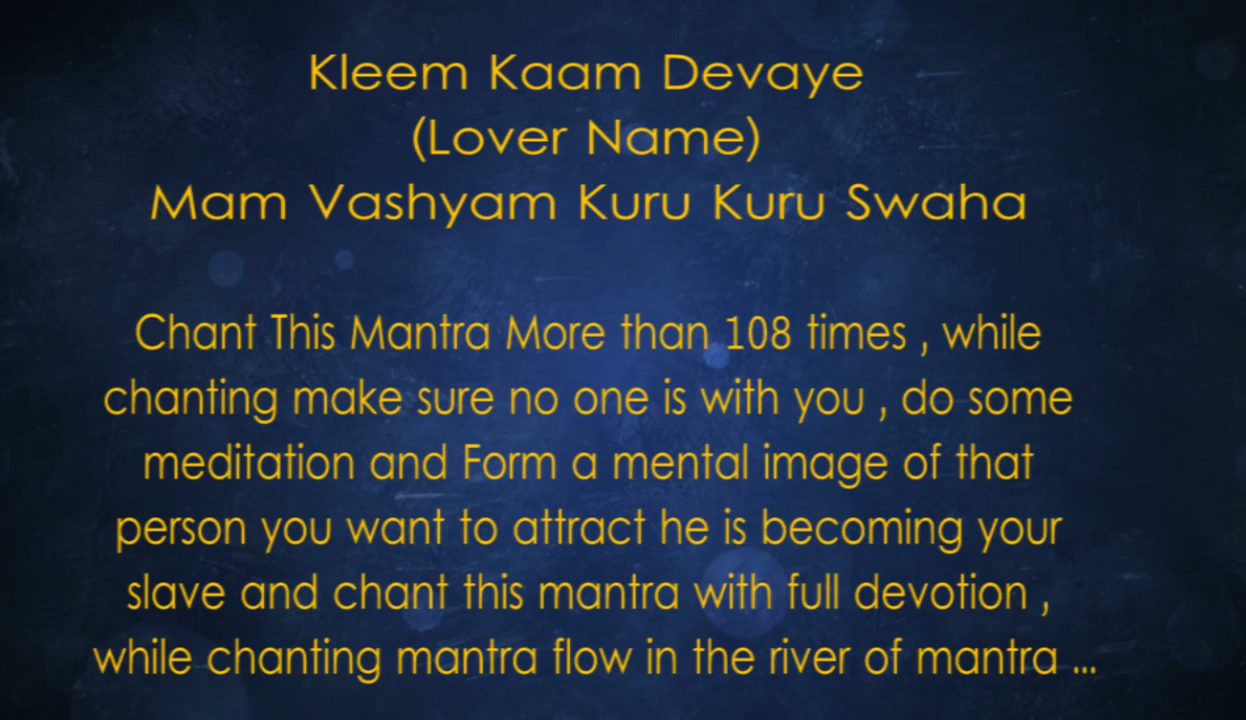 Kleem Kaam Devaye
(Lover Name)
Mam Vashyam Kuru Kuru Swaha
Chant This Mantra More than 108 times , while
chanting make sure no one is with you , do some
meditation and Form a mental image of that
person you want to attract he is becoming your
slave and chant this mantra with full devotion ,
while chanting mantra flow in the river of mantra ...